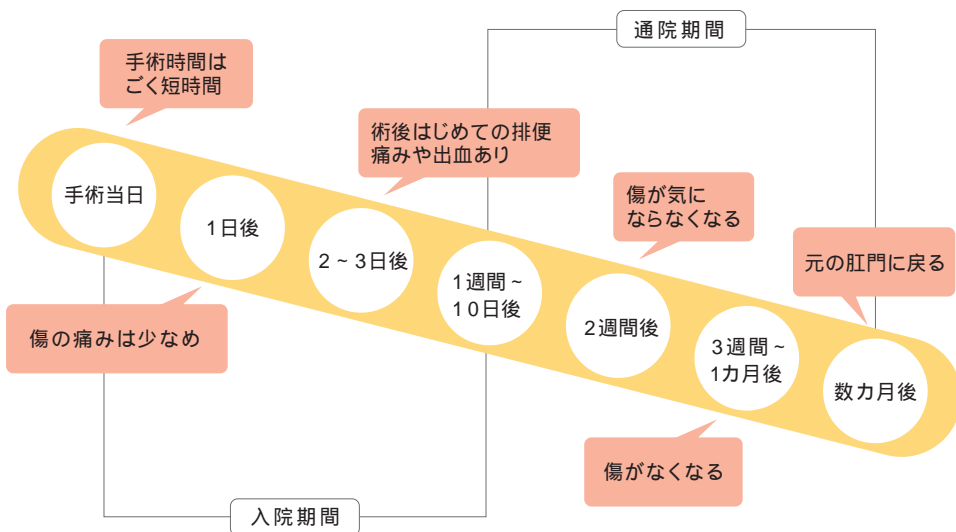 通院期間
手術時間は
ごく短時間
術後はじめての排便
痛みや出血あり
傷が気に
ならなくなる
元の肛門に戻る
手術当日
1日後
2~3日後
1週間~
10日後
2週間後
3週間~
1カ月後
数カ月後
傷の痛みは少なめ
傷がなくなる
入院期間